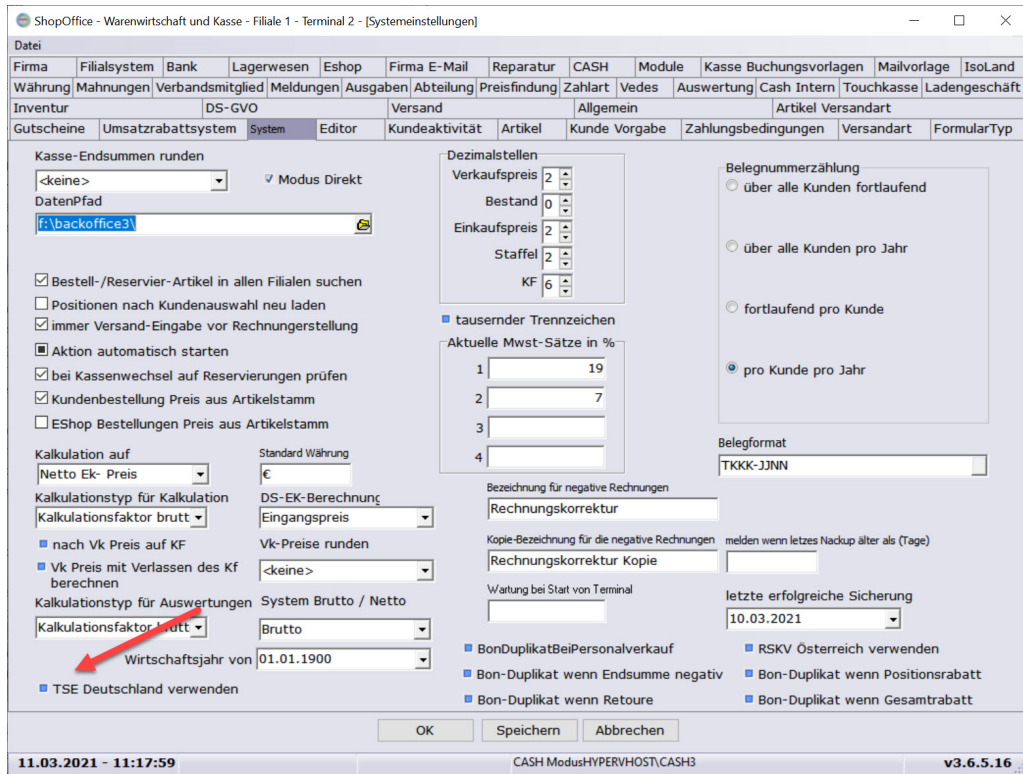 ShopOffice - Warenwirtschaft und Kasse - Filiale 1 - Terminal 2 - [Systemeinstellungen]
Datei
Firma Filialsystem Bank Lagerwesen Eshop Firma E-Mail Reparatur CASH Module Kasse Buchungsvorlagen Mailvorlage IsoLand
Währung Mahnungen Verbandsmitglied Meldungen Ausgaben Abteilung Preisfindung Zahlart Vedes Auswertung Cash Intern Touchkasse Ladengeschäft
Inventur DS-GVO Versand Allgemein Artikel Versandart
Gutscheine Umsatzrabattsystem System Editor Kundeaktivität Artikel Kunde Vorgabe Zahlungsbedingungen Versandart FormularTyp
Kasse-Endsummen runden
<keine> Modus Direkt
DatenPfad
f:\backoffice3\
Bestell-/Reservier-Artikel in allen Filialen suchen
Positionen nach Kundenauswahl neu laden
immer Versand-Eingabe vor Rechnungerstellung
Aktion automatisch starten
bei Kassenwechsel auf Reservierungen prüfen
Kundenbestellung Preis aus Artikelstamm
EShop Bestellungen Preis aus Artikelstamm
Kalkulation auf Standard Währung
Netto Ek- Preis €
Kalkulationstyp für Kalkulation DS-EK-Berechnung
Kalkulationsfaktor brutt Eingangspreis
nach Vk Preis auf KF Vk-Preise runden
Vk Preis mit Verlassen des Kf
berechnen
<keine>
Kalkulationstyp für Auswertungen System Brutto / Netto
Kalkulationsfaktor brutt Brutto
Wirtschaftsjahr von 01.01.1900
TSE Deutschland verwenden
Dezimalstellen
Verkaufspreis 2
Bestand 0
Einkaufspreis 2
Staffel 2
KF 6
tausernder Trennzeichen
Aktuelle Mwst-Sätze in %
1 19
2 7
3
4
Bezeichnung für negative Rechnungen
Rechnungskorrektur
Kopie-Bezeichnung für die negative Rechnungen
Rechnungskorrektur Kopie
Wartung bei Start von Terminal
BonDuplikatBeiPersonalverkauf
Bon-Duplikat wenn Endsumme negativ
Bon-Duplikat wenn Retoure
Belegnummerzählung
über alle Kunden fortlaufend
über alle Kunden pro Jahr
fortlaufend pro Kunde
pro Kunde pro Jahr
Belegformat
TKKK-JJNN
melden wenn letzes Nackup älter als (Tage)
letzte erfolgreiche Sicherung
10.03.2021
RSKV Österreich verwenden
Bon-Duplikat wenn Positionsrabatt
Bon-Duplikat wenn Gesamtrabatt
OK Speichern Abbrechen
11.03.2021 - 11:17:59 CASH ModusHYPERVHOST\CASH3 v3.6.5.16